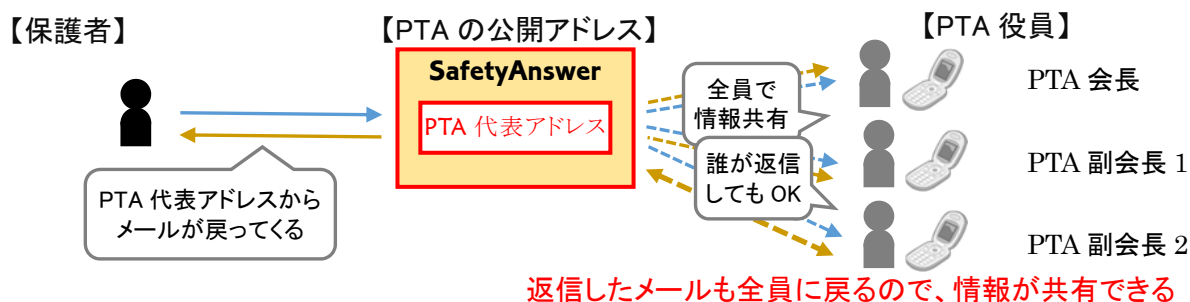 【保護者】
【PTA の公開アドレス】
【PTA 役員】
SafetyAnswer
PTA 代表アドレス
全員で
情報共有
誰が返信
しても OK
PTA 代表アドレスから
メールが戻ってくる
PTA 会長
PTA 副会長 1
PTA 副会長 2
返信したメールも全員に戻るので、情報が共有できる